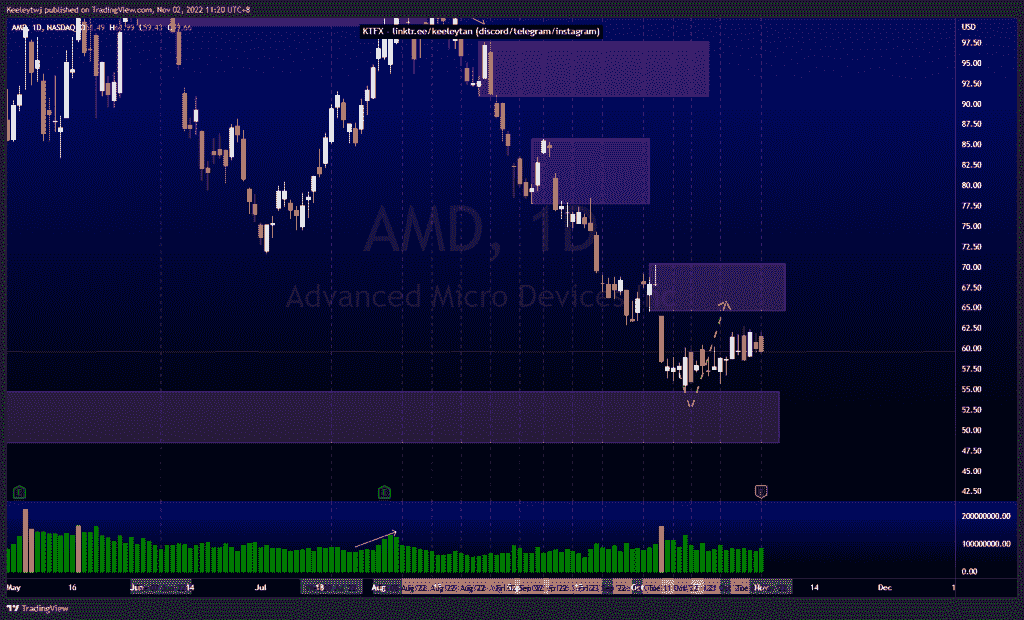 Keeleytwj published on TradingView.com, Nov 02, 2022 11:20 UTC+8
AMD, 1D, NASDAQ
KTFX - linktr.ee/keeleytan (discord/telegram/instagram)
USD
97.50
95.00
92.50
90.00
87.50
85.00
82.50
80.00
77.50
75.00
72.50
70.00
67.50
65.00
62.50
60.00
57.50
55.00
52.50
50.00
47.50
45.00
42.50
AMD, 1D
Advanced Micro Devices, Inc
E
E
200000000.00
100000000.00
0.00
May 16 Jun 14 Jul 18 Aug Oct Nov 14 Dec 1
TradingView